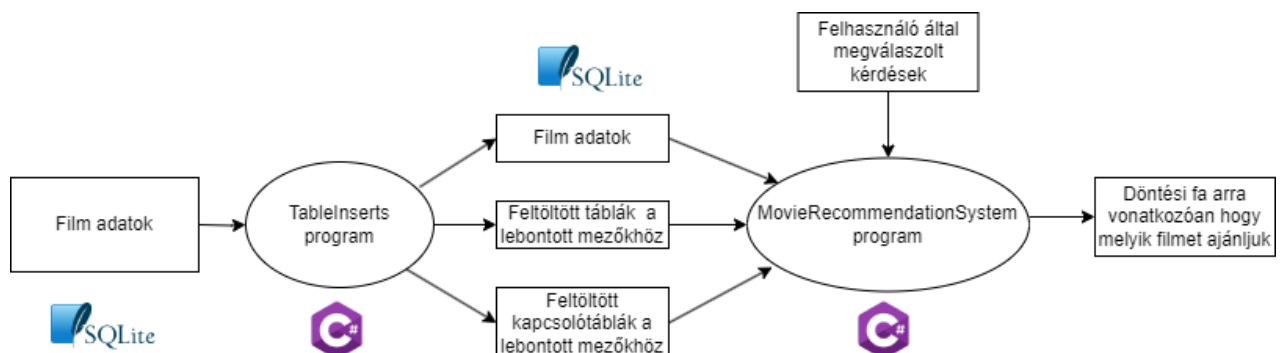 Felhasználó által
megválaszolt
kérdések
SQLite
Film adatok
Film adatok
TableInserts
program
Feltöltött táblák a
lebontott mezőkhöz
MovieRecommendationSystem
program
Döntési fa arra
vonatkozóan hogy
melyik filmet ajánljuk
Feltöltött
kapcsolótáblák a
lebontott mezőkhöz
SQLite
C#
C#